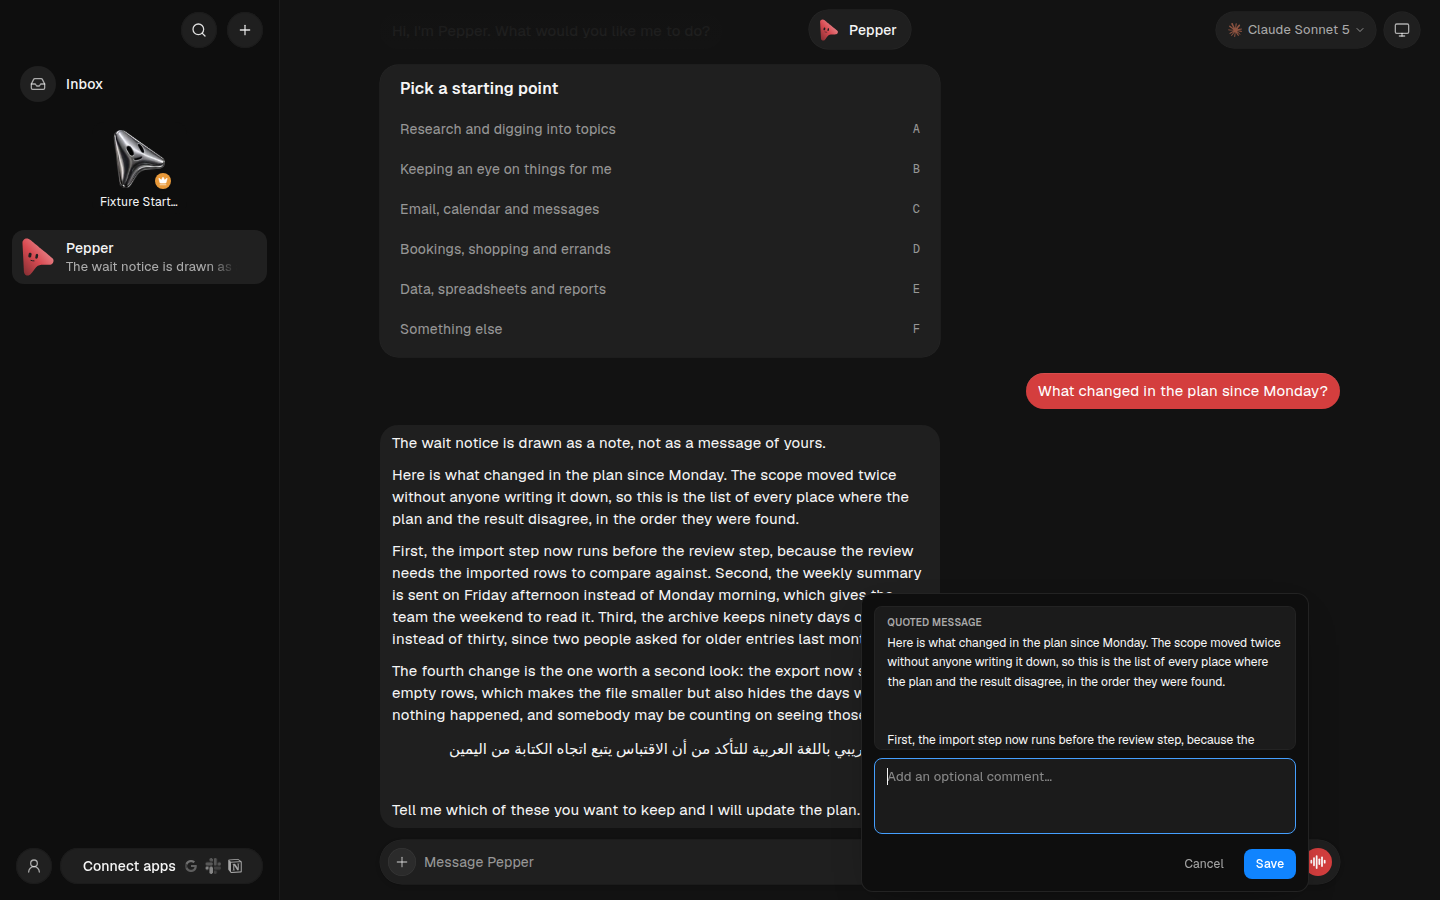 Hi, I'm Pepper. What would you like me to do?
Pepper
Claude Sonnet 5
Inbox
Fixture Start...
Pepper
The wait notice is drawn as
Connect apps
Pick a starting point
Research and digging into topics A
Keeping an eye on things for me B
Email, calendar and messages C
Bookings, shopping and errands D
Data, spreadsheets and reports E
Something else F
What changed in the plan since Monday?
The wait notice is drawn as a note, not as a message of yours.
Here is what changed in the plan since Monday. The scope moved twice
without anyone writing it down, so this is the list of every place where the
plan and the result disagree, in the order they were found.
First, the import step now runs before the review step, because the review
needs the imported rows to compare against. Second, the weekly summary
is sent on Friday afternoon instead of Monday morning, which gives the
team the weekend to read it. Third, the archive keeps ninety days
instead of thirty, since two people asked for older entries last
The fourth change is the one worth a second look: the export now
empty rows, which makes the file smaller but also hides the days
nothing happened, and somebody may be counting on seeing
باللغة العربية للتأكد من أن الاقتباس يتبع اتجاه الكتابة من اليمين
Tell me which of these you want to keep and I will update the plan.
Message Pepper
QUOTED MESSAGE
Here is what changed in the plan since Monday. The scope moved twice
without anyone writing it down, so this is the list of every place where
the plan and the result disagree, in the order they were found.
First, the import step now runs before the review step, because the
Add an optional comment...
Cancel
Save